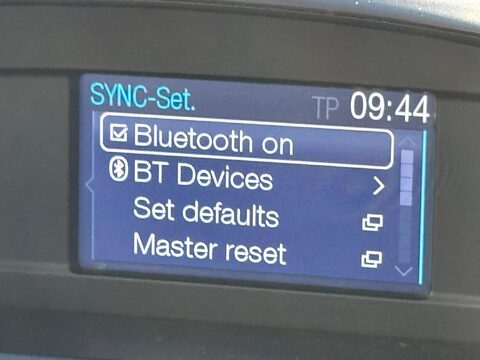 SYNC-Set.
TP 09:44
Bluetooth on
BT Devices
Set defaults
Master reset